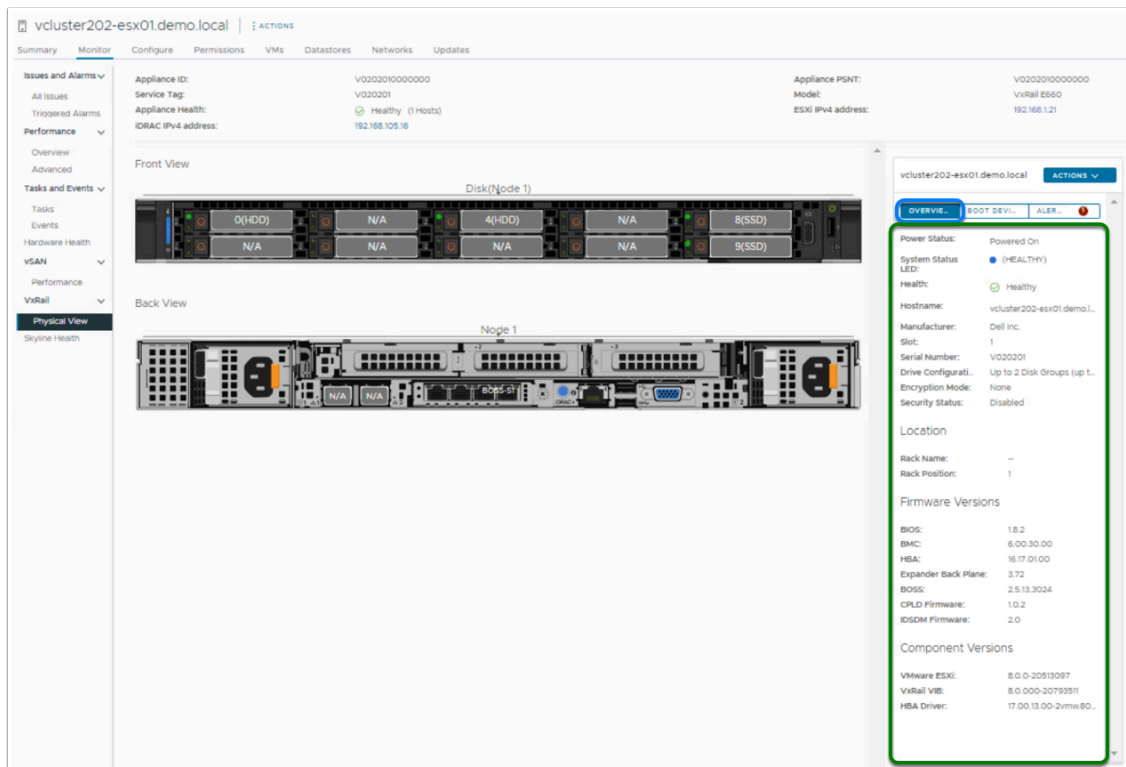 vcluster202-esx01.demo.local ACTIONS
Summary Monitor Configure Permissions VMs Datastores Networks Updates
Issues and Alarms
All Issues
Triggered Alarms
Performance
Overview
Advanced
Tasks and Events
Tasks
Events
Hardware Health
vSAN
Performance
VxRail
Physical View
Skyline Health
Appliance ID: V0202010000000
Service Tag: V020201
Appliance Health: Healthy (1 Hosts)
iDRAC IPv4 address: 192.168.105.16
Appliance PSNT: V0202010000000
Model: VxRail E660
ESXi IPv4 address: 192.168.1.21
Front View
Disk(Node 1)
0(HDD) N/A 4(HDD) N/A 8(SSD)
N/A N/A N/A N/A 9(SSD)
Back View
Node 1
N/A N/A BOSS-S1
vcluster202-esx01.demo.local ACTIONS
OVERVIE... BOOT DEVI... ALER...
Power Status: Powered On
System Status LED: (HEALTHY)
Health: Healthy
Hostname: vcluster202-esx01.demo.l...
Manufacturer: Dell Inc.
Slot: 1
Serial Number: V020201
Drive Configurati... Up to 2 Disk Groups (up t...
Encryption Mode: None
Security Status: Disabled
Location
Rack Name: --
Rack Position: 1
Firmware Versions
BIOS: 1.8.2
BMC: 6.00.30.00
HBA: 16.17.01.00
Expander Back Plane: 3.72
BOSS: 2.5.13.3024
CPLD Firmware: 1.0.2
IDSDM Firmware: 2.0
Component Versions
VMware ESXi: 8.0.0-20513097
VxRail VIB: 8.0.000-20793511
HBA Driver: 17.00.13.00-2vmw.80...